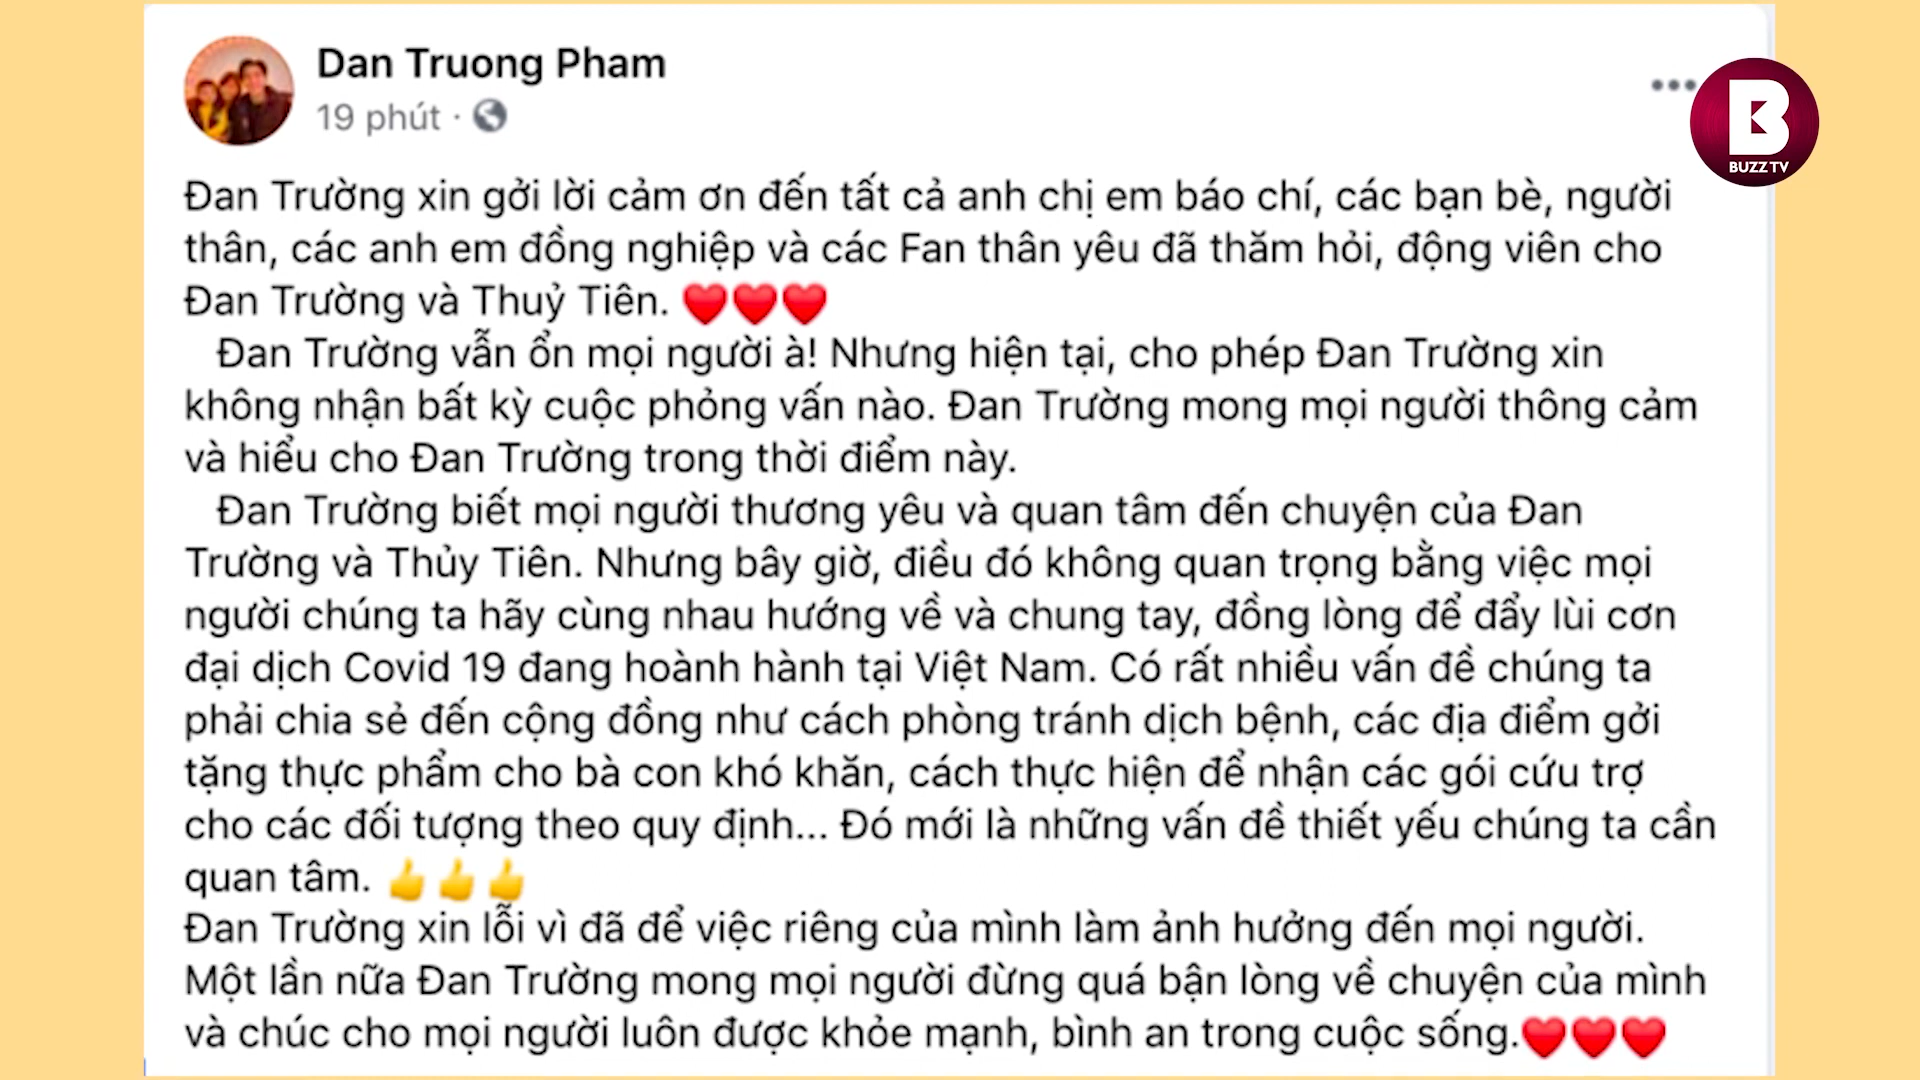 Dan Truong Pham
19 phút ·
BUZZ TV
Đan Trường xin gởi lời cảm ơn đến tất cả anh chị em báo chí, các bạn bè, người
thân, các anh em đồng nghiệp và các Fan thân yêu đã thăm hỏi, động viên cho
Đan Trường và Thuỷ Tiên. ❤️❤️❤️
Đan Trường vẫn ổn mọi người à! Nhưng hiện tại, cho phép Đan Trường xin
không nhận bất kỳ cuộc phỏng vấn nào. Đan Trường mong mọi người thông cảm
và hiểu cho Đan Trường trong thời điểm này.
Đan Trường biết mọi người thương yêu và quan tâm đến chuyện của Đan
Trường và Thủy Tiên. Nhưng bây giờ, điều đó không quan trọng bằng việc mọi
người chúng ta hãy cùng nhau hướng về và chung tay, đồng lòng để đẩy lùi cơn
đại dịch Covid 19 đang hoành hành tại Việt Nam. Có rất nhiều vấn đề chúng ta
phải chia sẻ đến cộng đồng như cách phòng tránh dịch bệnh, các địa điểm gởi
tặng thực phẩm cho bà con khó khăn, cách thực hiện để nhận các gói cứu trợ
cho các đối tượng theo quy định... Đó mới là những vấn đề thiết yếu chúng ta cần
quan tâm. 👍👍👍
Đan Trường xin lỗi vì đã để việc riêng của mình làm ảnh hưởng đến mọi người.
Một lần nữa Đan Trường mong mọi người đừng quá bận lòng về chuyện của mình
và chúc cho mọi người luôn được khỏe mạnh, bình an trong cuộc sống.❤️❤️❤️